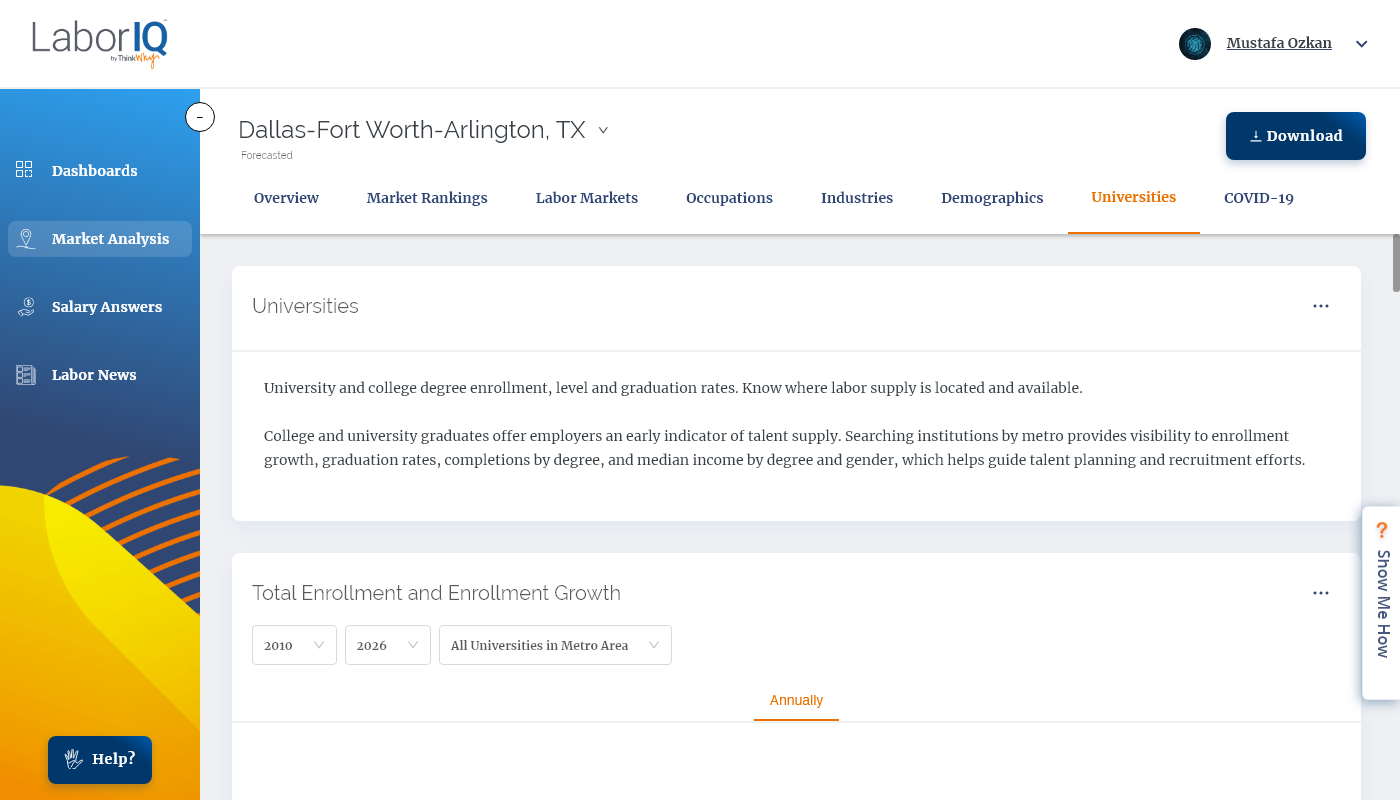 LaborIQ
by ThinkWhy
Mustafa Ozkan
-
Dallas-Fort Worth-Arlington, TX
Forecasted
Download
Dashboards
Market Analysis
Salary Answers
Labor News
Overview
Market Rankings
Labor Markets
Occupations
Industries
Demographics
Universities
COVID-19
Universities
University and college degree enrollment, level and graduation rates. Know where labor supply is located and available.
College and university graduates offer employers an early indicator of talent supply. Searching institutions by metro provides visibility to enrollment
growth, graduation rates, completions by degree, and median income by degree and gender, which helps guide talent planning and recruitment efforts.
Total Enrollment and Enrollment Growth
2010
2026
All Universities in Metro Area
Annually
? Show Me How
Help?